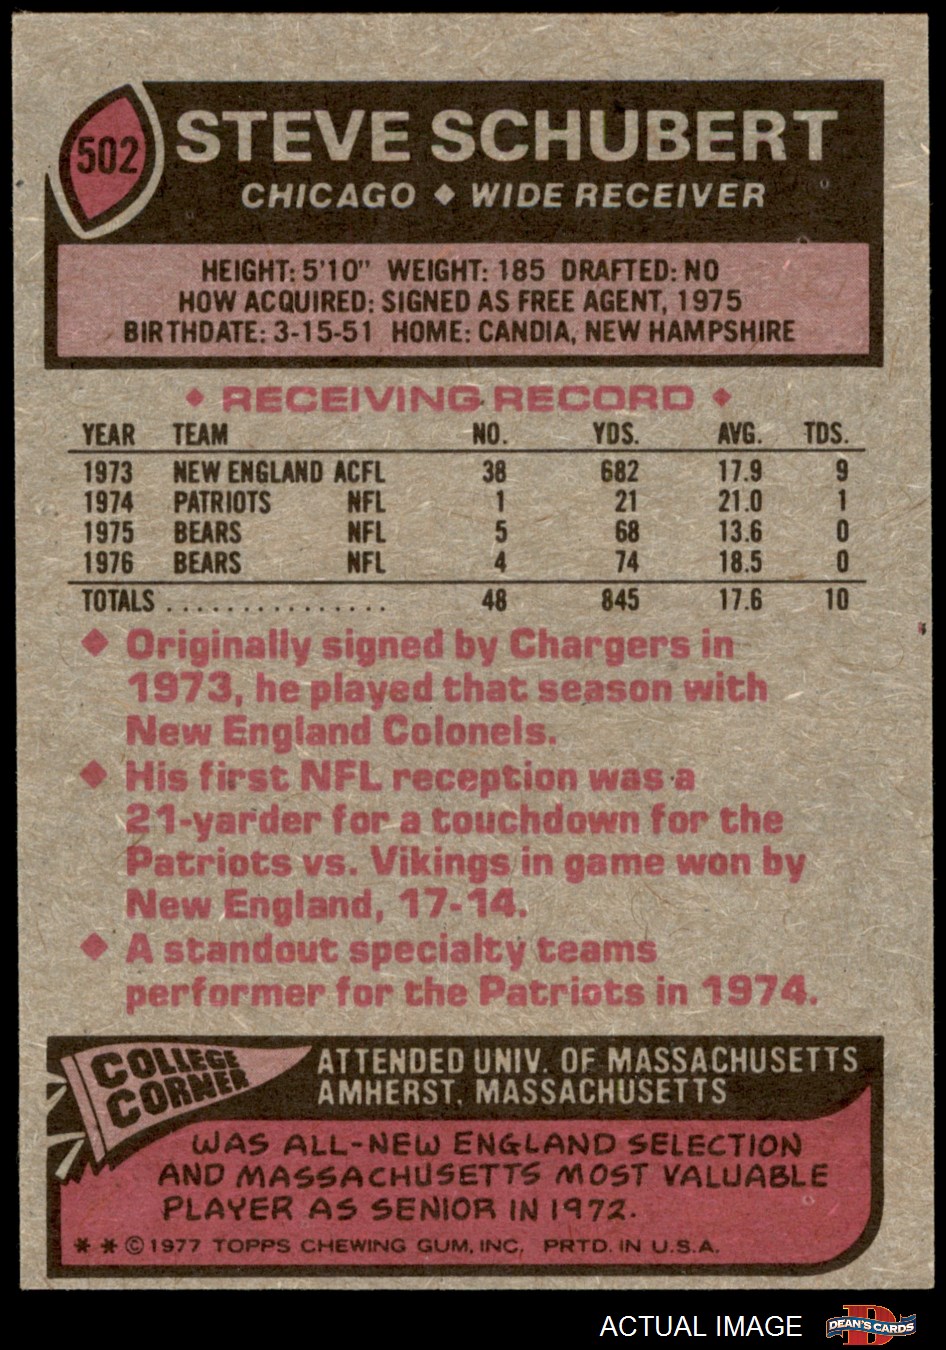 502
STEVE SCHUBERT
CHICAGO ♦ WIDE RECEIVER
HEIGHT: 5'10" WEIGHT: 185 DRAFTED: NO
HOW ACQUIRED: SIGNED AS FREE AGENT, 1975
BIRTHDATE: 3-15-51 HOME: CANDIA, NEW HAMPSHIRE
♦ RECEIVING RECORD ♦
YEAR TEAM NO. YDS. AVG. TDS.
1973 NEW ENGLAND ACFL 38 682 17.9 9
1974 PATRIOTS NFL 1 21 21.0 1
1975 BEARS NFL 5 68 13.6 0
1976 BEARS NFL 4 74 18.5 0
TOTALS . . . . . . . . . . . . . . . 48 845 17.6 10
♦ Originally signed by Chargers in
1973, he played that season with
New England Colonels.
♦ His first NFL reception was a
21-yarder for a touchdown for the
Patriots vs. Vikings in game won by
New England, 17-14.
♦ A standout specialty teams
performer for the Patriots in 1974.
COLLEGE
CORNER
ATTENDED UNIV. OF MASSACHUSETTS
AMHERST, MASSACHUSETTS
WAS ALL-NEW ENGLAND SELECTION
AND MASSACHUSETTS MOST VALUABLE
PLAYER AS SENIOR IN 1972.
* * © 1977 TOPPS CHEWING GUM, INC. PRTD. IN U.S.A.
ACTUAL IMAGE
D
DEAN'S CARDS